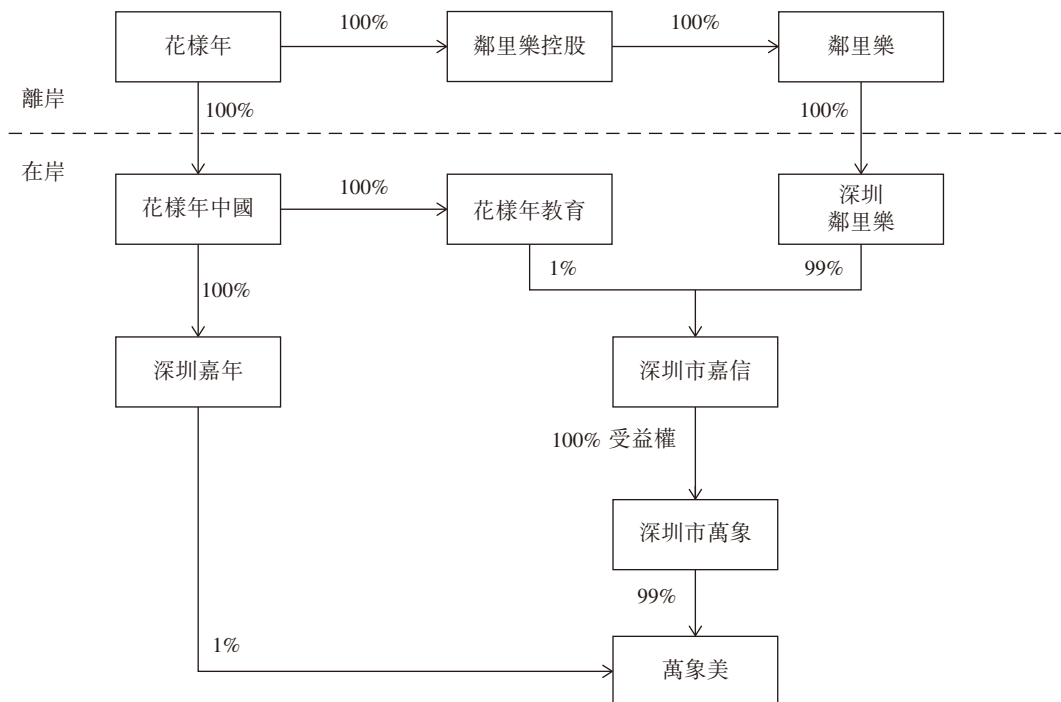 花樣年
100%
鄰里樂控股
100%
鄰里樂
離岸
100%
100%
在岸
花樣年中國
100%
花樣年教育
深圳
鄰里樂
100%
1%
99%
深圳嘉年
深圳市嘉信
100% 受益權
深圳市萬象
99%
1%
萬象美